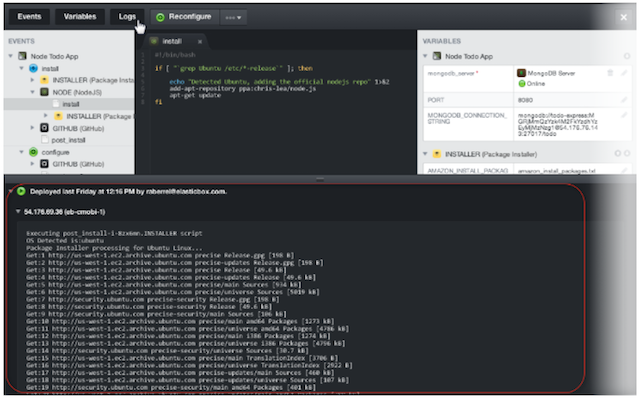 Events Variables Logs Reconfigure
EVENTS
Node Todo App
install
INSTALLER (Package Insta
NODE (NodeJS)
install
INSTALLER (Package I
GITHUB (GitHub)
post_install
configure
GITHUB (GitHub)
install
#!/bin/bash
if [ "`grep Ubuntu /etc/*-release`" ]; then
echo "Detected Ubuntu, adding the official nodejs repo" 1>&2
add-apt-repository ppa:chris-lea/node.js
apt-get update
fi
VARIABLES
Node Todo App
mongodb_server* MongoDB Server
Online
PORT 8080
MONGODB_CONNECTION_STRING
INSTALLER (Package Installer)
AMAZON_INSTALL_PACKAG amazon_install_packages.txt
Deployed last Friday at 12:16 PM by raberrel@elasticbox.com.
54.176.69.36 (eb-cmobi-1)
Executing post_install-i-8zx6mn.INSTALLER script
OS Detected is:ubuntu
Package installer processing for Ubuntu Linux...
Get:1 http://us-west-1.ec2.archive.ubuntu.com precise Release.gpg [198 B]
Get:2 http://us-west-1.ec2.archive.ubuntu.com precise-updates Release.gpg [198 B]
Get:3 http://us-west-1.ec2.archive.ubuntu.com precise Release [49.6 kB]
Get:4 http://us-west-1.ec2.archive.ubuntu.com precise-updates Release [49.6 kB]
Get:5 http://us-west-1.ec2.archive.ubuntu.com precise/main Sources [934 kB]
Get:6 http://us-west-1.ec2.archive.ubuntu.com precise/universe Sources [5019 kB]
Get:7 http://security.ubuntu.com precise-security Release.gpg [198 B]
Get:8 http://security.ubuntu.com precise-security Release [49.6 kB]
Get:9 http://security.ubuntu.com precise-security/main Sources [106 kB]
Get:10 http://us-west-1.ec2.archive.ubuntu.com precise/main amd64 Packages [1273 kB]
Get:11 http://us-west-1.ec2.archive.ubuntu.com precise/universe amd64 Packages [4786 kB]
Get:12 http://us-west-1.ec2.archive.ubuntu.com precise/main i386 Packages [1274 kB]
Get:13 http://us-west-1.ec2.archive.ubuntu.com precise/universe i386 Packages [4796 kB]
Get:14 http://security.ubuntu.com precise-security/universe Sources [30.7 kB]
Get:15 http://us-west-1.ec2.archive.ubuntu.com precise/main TranslationIndex [3706 B]
Get:16 http://us-west-1.ec2.archive.ubuntu.com precise/universe TranslationIndex [2922 B]
Get:17 http://us-west-1.ec2.archive.ubuntu.com precise-updates/main Sources [460 kB]
Get:18 http://us-west-1.ec2.archive.ubuntu.com precise-updates/universe Sources [107 kB]
Get:19 http://security.ubuntu.com precise-security/main amd64 Packages [401 kB]